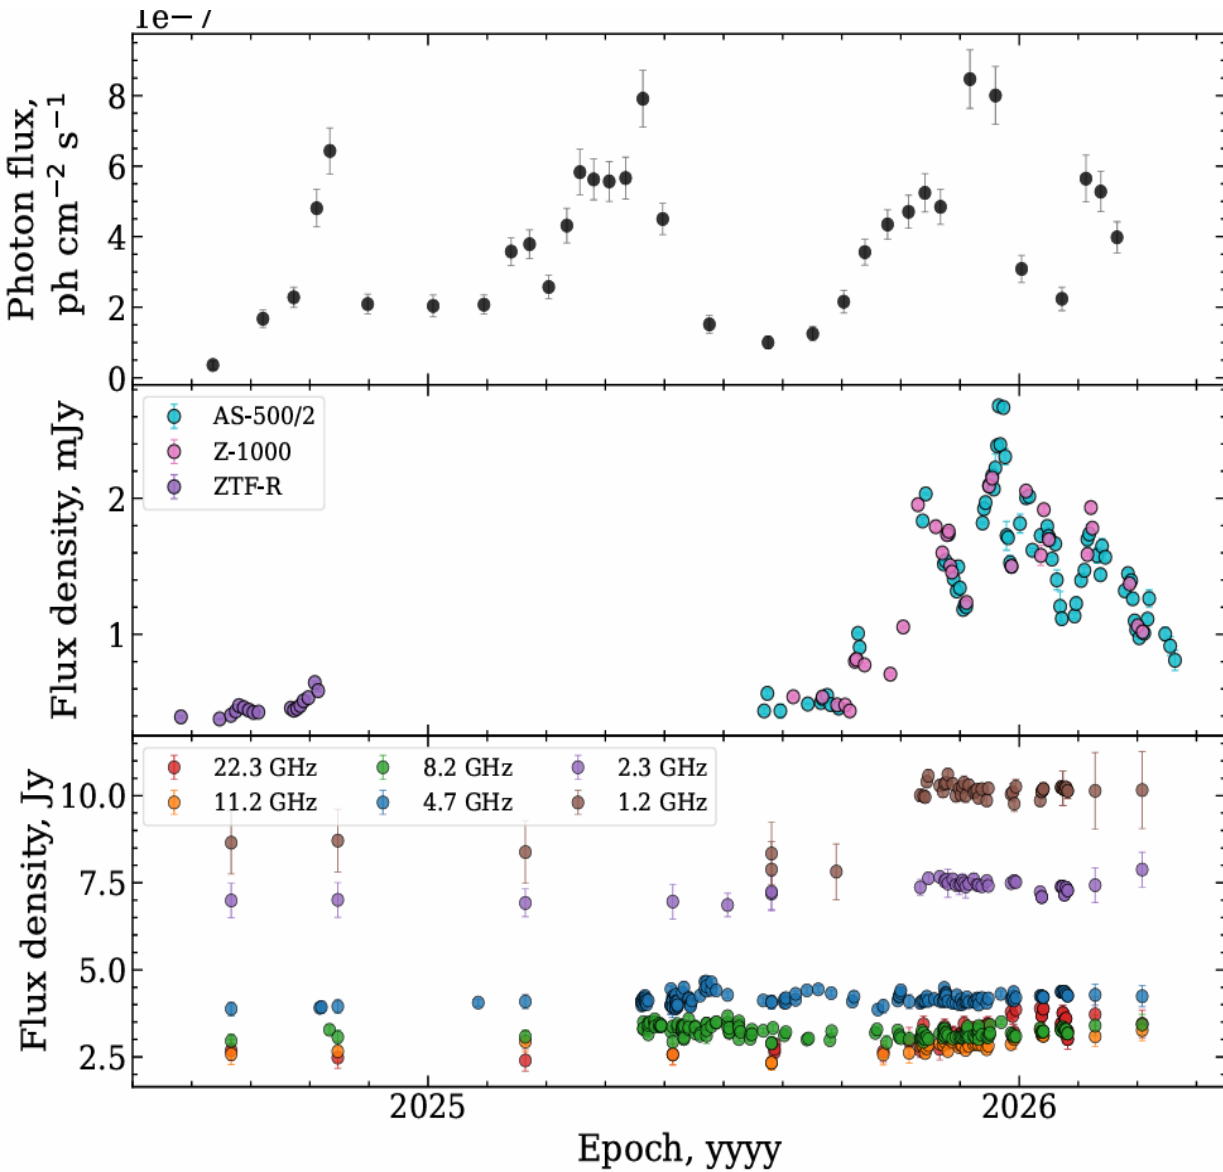 1e−7
Photon flux,
ph cm−2 s−1
8
6
4
2
0
Flux density, mJy
AS-500/2
Z-1000
ZTF-R
2
1
Flux density, Jy
22.3 GHz 8.2 GHz 2.3 GHz
11.2 GHz 4.7 GHz 1.2 GHz
10.0
7.5
5.0
2.5
2025 2026
Epoch, yyyy